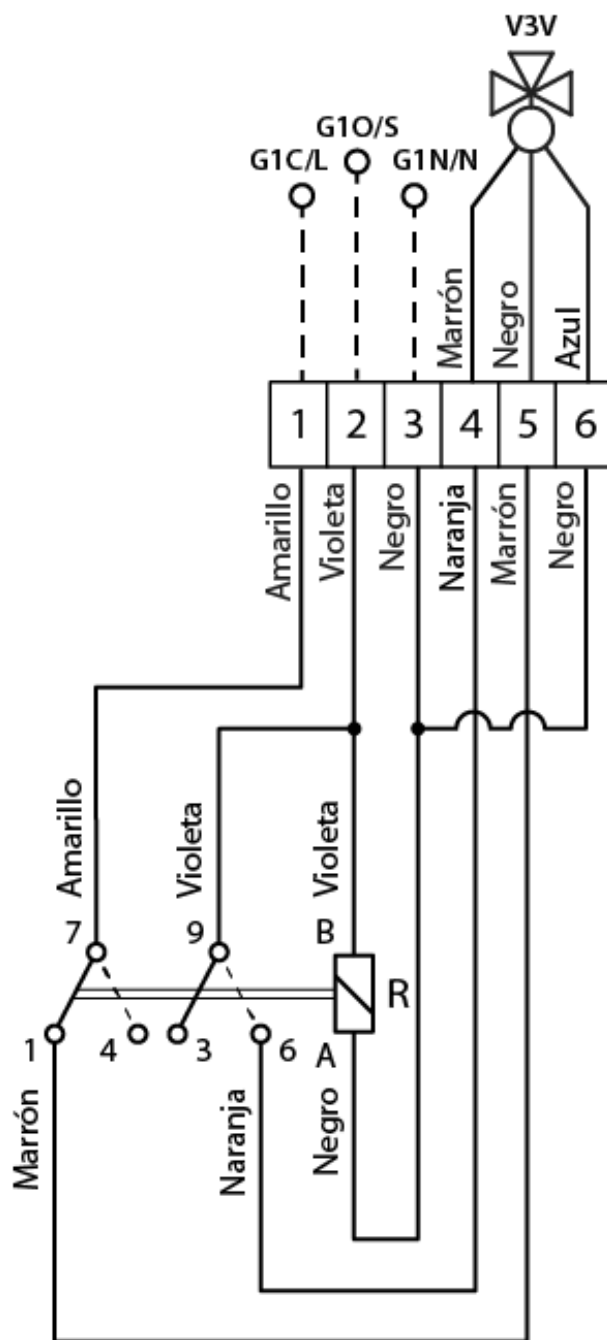 V3V
G1O/S
G1C/L
G1N/N
Marrón
Negro
Azul
1 2 3 4 5 6
Amarillo
Violeta
Negro
Naranja
Marrón
Negro
Amarillo
Violeta
Violeta
7 9 B
R
1 4 3 6 A
Marrón
Naranja
Negro